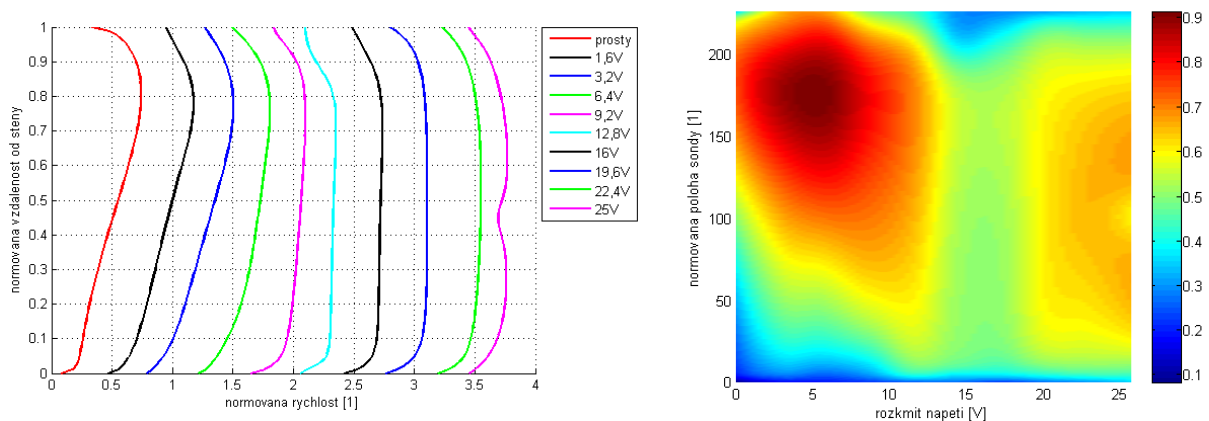 1
0.9
0.8
0.7
0.6
0.5
0.4
0.3
0.2
0.1
0
normovana vzdalenost od steny
0 0.5 1 1.5 2 2.5 3 3.5 4
normovana rychlost [1]
prosty
1,6V
3,2V
6,4V
9,2V
12,8V
16V
19,6V
22,4V
25V
200
150
100
50
0
normovana poloha sondy [1]
0 5 10 15 20 25
rozkmit napeti [V]
0.9
0.8
0.7
0.6
0.5
0.4
0.3
0.2
0.1